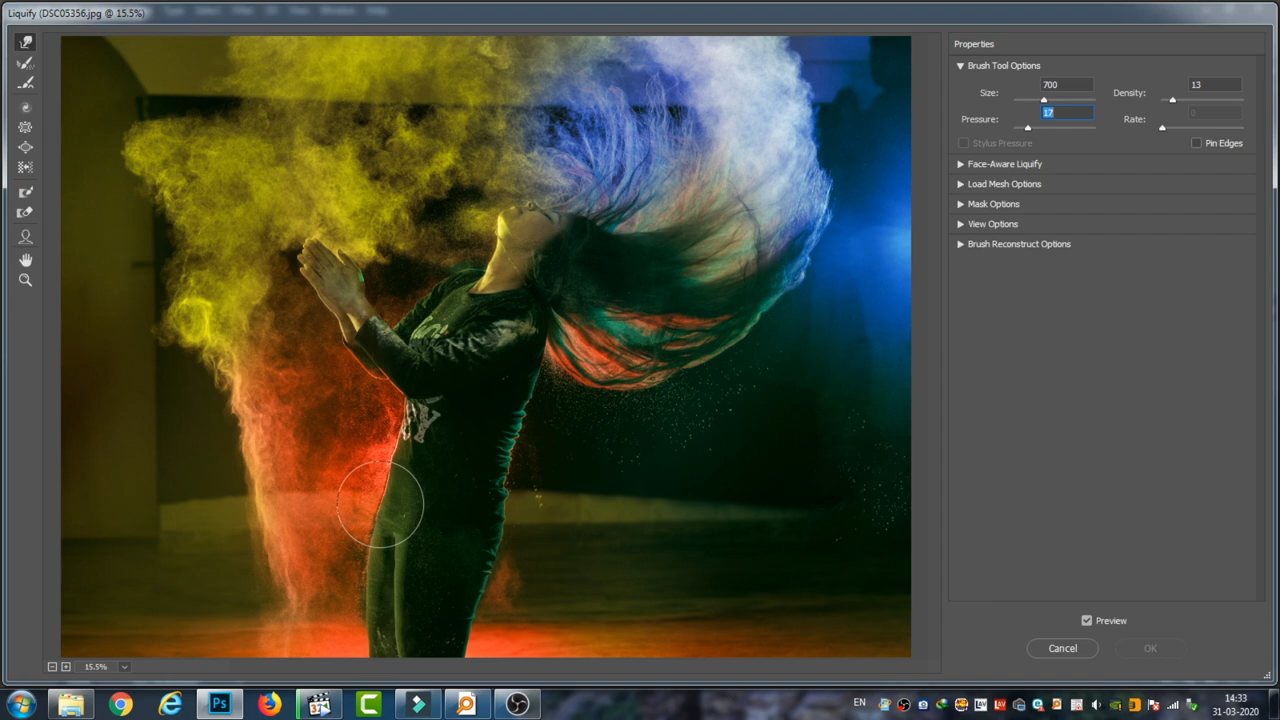 Liquify (DSC05356.jpg @ 15.5%)
Properties
Brush Tool Options
Size: 700 Density: 13
Pressure: 17 Rate: 0
Stylus Pressure Pin Edges
Face-Aware Liquify
Load Mesh Options
Mask Options
View Options
Brush Reconstruct Options
Preview
Cancel OK
15.5%
Ps
EN
14:33
31-03-2020